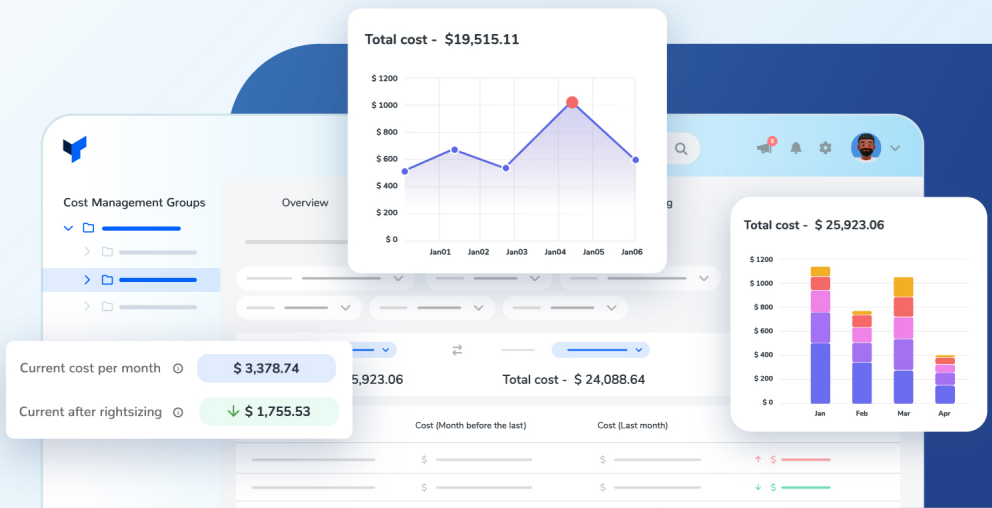 Total cost - $19,515.11
$ 1200
$ 1000
$ 800
$ 600
$ 400
$ 200
$ 0
Jan01 Jan02 Jan03 Jan04 Jan05 Jan06
5
Cost Management Groups
Overview
g
Total cost - $ 25,923.06
$ 1200
$ 1000
$ 800
$ 600
$ 400
$ 200
$ 0
Jan Feb Mar Apr
Current cost per month $ 3,378.74
Current after rightsizing $ 1,755.53
5,923.06
Total cost - $ 24,088.64
Cost (Month before the last)
Cost (Last month)
$ $ $
$ $ $